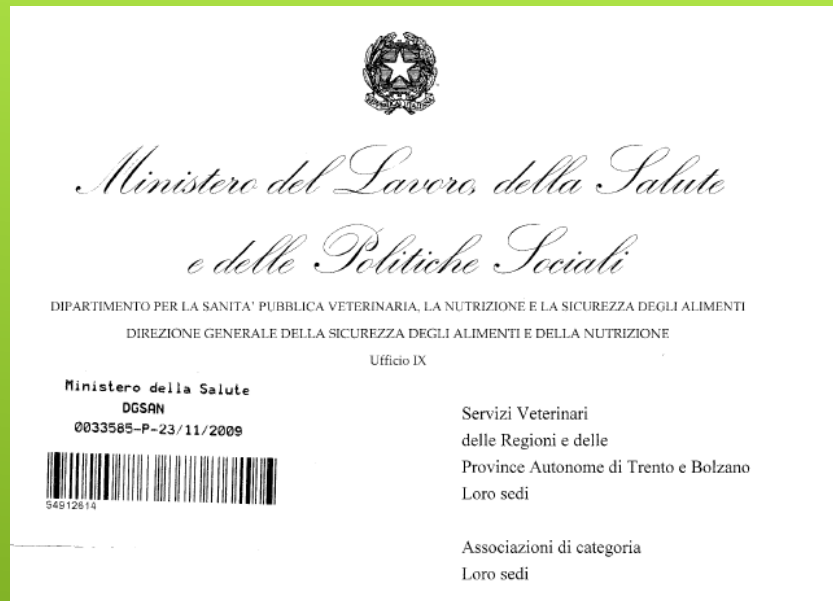 Ministero del Lavoro, della Salute
e delle Politiche Sociali
DIPARTIMENTO PER LA SANITA' PUBBLICA VETERINARIA, LA NUTRIZIONE E LA SICUREZZA DEGLI ALIMENTI
DIREZIONE GENERALE DELLA SICUREZZA DEGLI ALIMENTI E DELLA NUTRIZIONE
Ufficio IX
Ministero della Salute
DGSAN
0033585-P-23/11/2009
54912614
Servizi Veterinari
delle Regioni e delle
Province Autonome di Trento e Bolzano
Loro sedi
Associazioni di categoria
Loro sedi